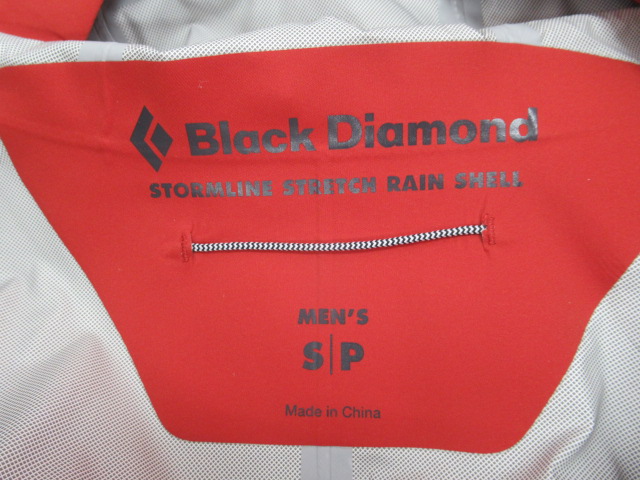 Black Diamond
STORMLINE STRETCH RAIN SHELL
MEN'S
S|P
Made in China